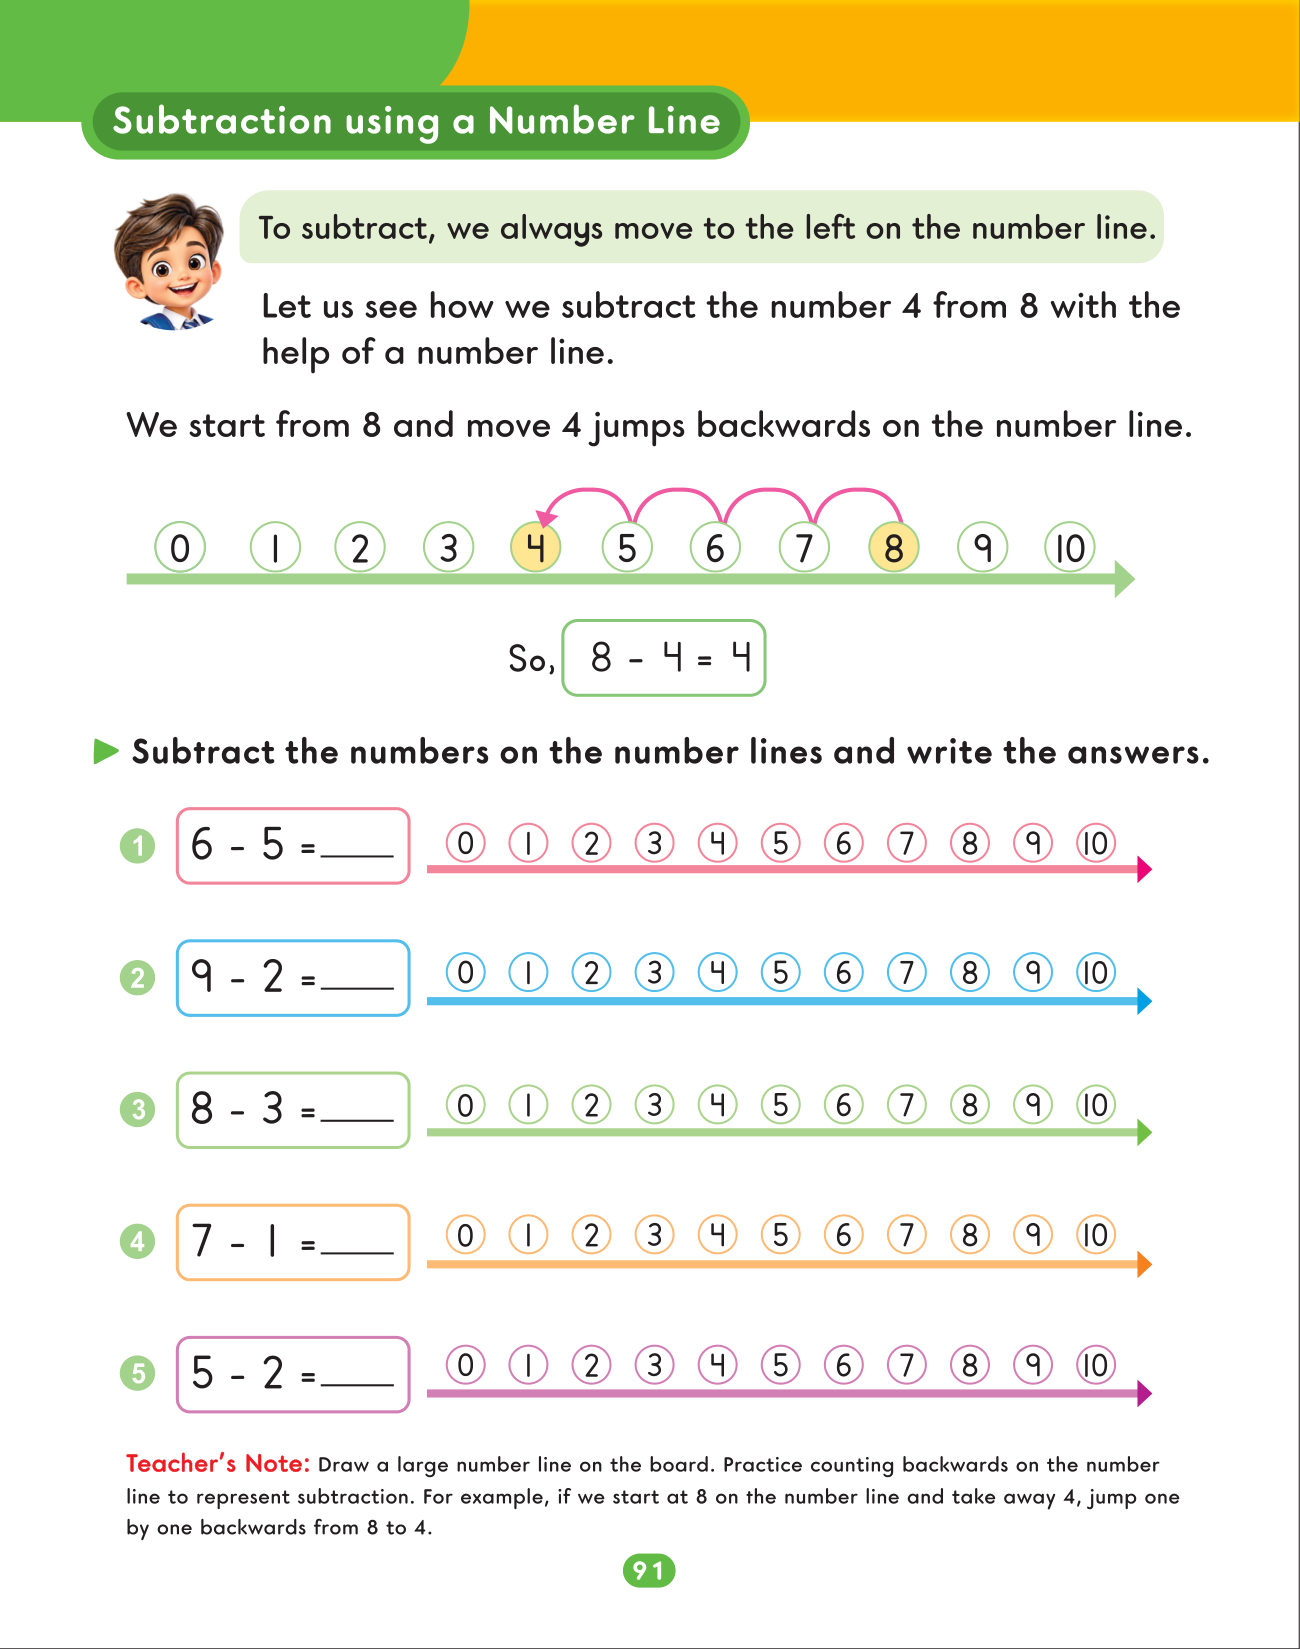 Subtraction using a Number Line
To subtract, we always move to the left on the number line.
Let us see how we subtract the number 4 from 8 with the
help of a number line.
We start from 8 and move 4 jumps backwards on the number line.
0 1 2 3 4 5 6 7 8 9 10
So, 8 - 4 = 4
Subtract the numbers on the number lines and write the answers.
1 6 - 5 =____ 0 1 2 3 4 5 6 7 8 9 10
2 9 - 2 =____ 0 1 2 3 4 5 6 7 8 9 10
3 8 - 3 =____ 0 1 2 3 4 5 6 7 8 9 10
4 7 - 1 =____ 0 1 2 3 4 5 6 7 8 9 10
5 5 - 2 =____ 0 1 2 3 4 5 6 7 8 9 10
Teacher's Note: Draw a large number line on the board. Practice counting backwards on the number
line to represent subtraction. For example, if we start at 8 on the number line and take away 4, jump one
by one backwards from 8 to 4.
91